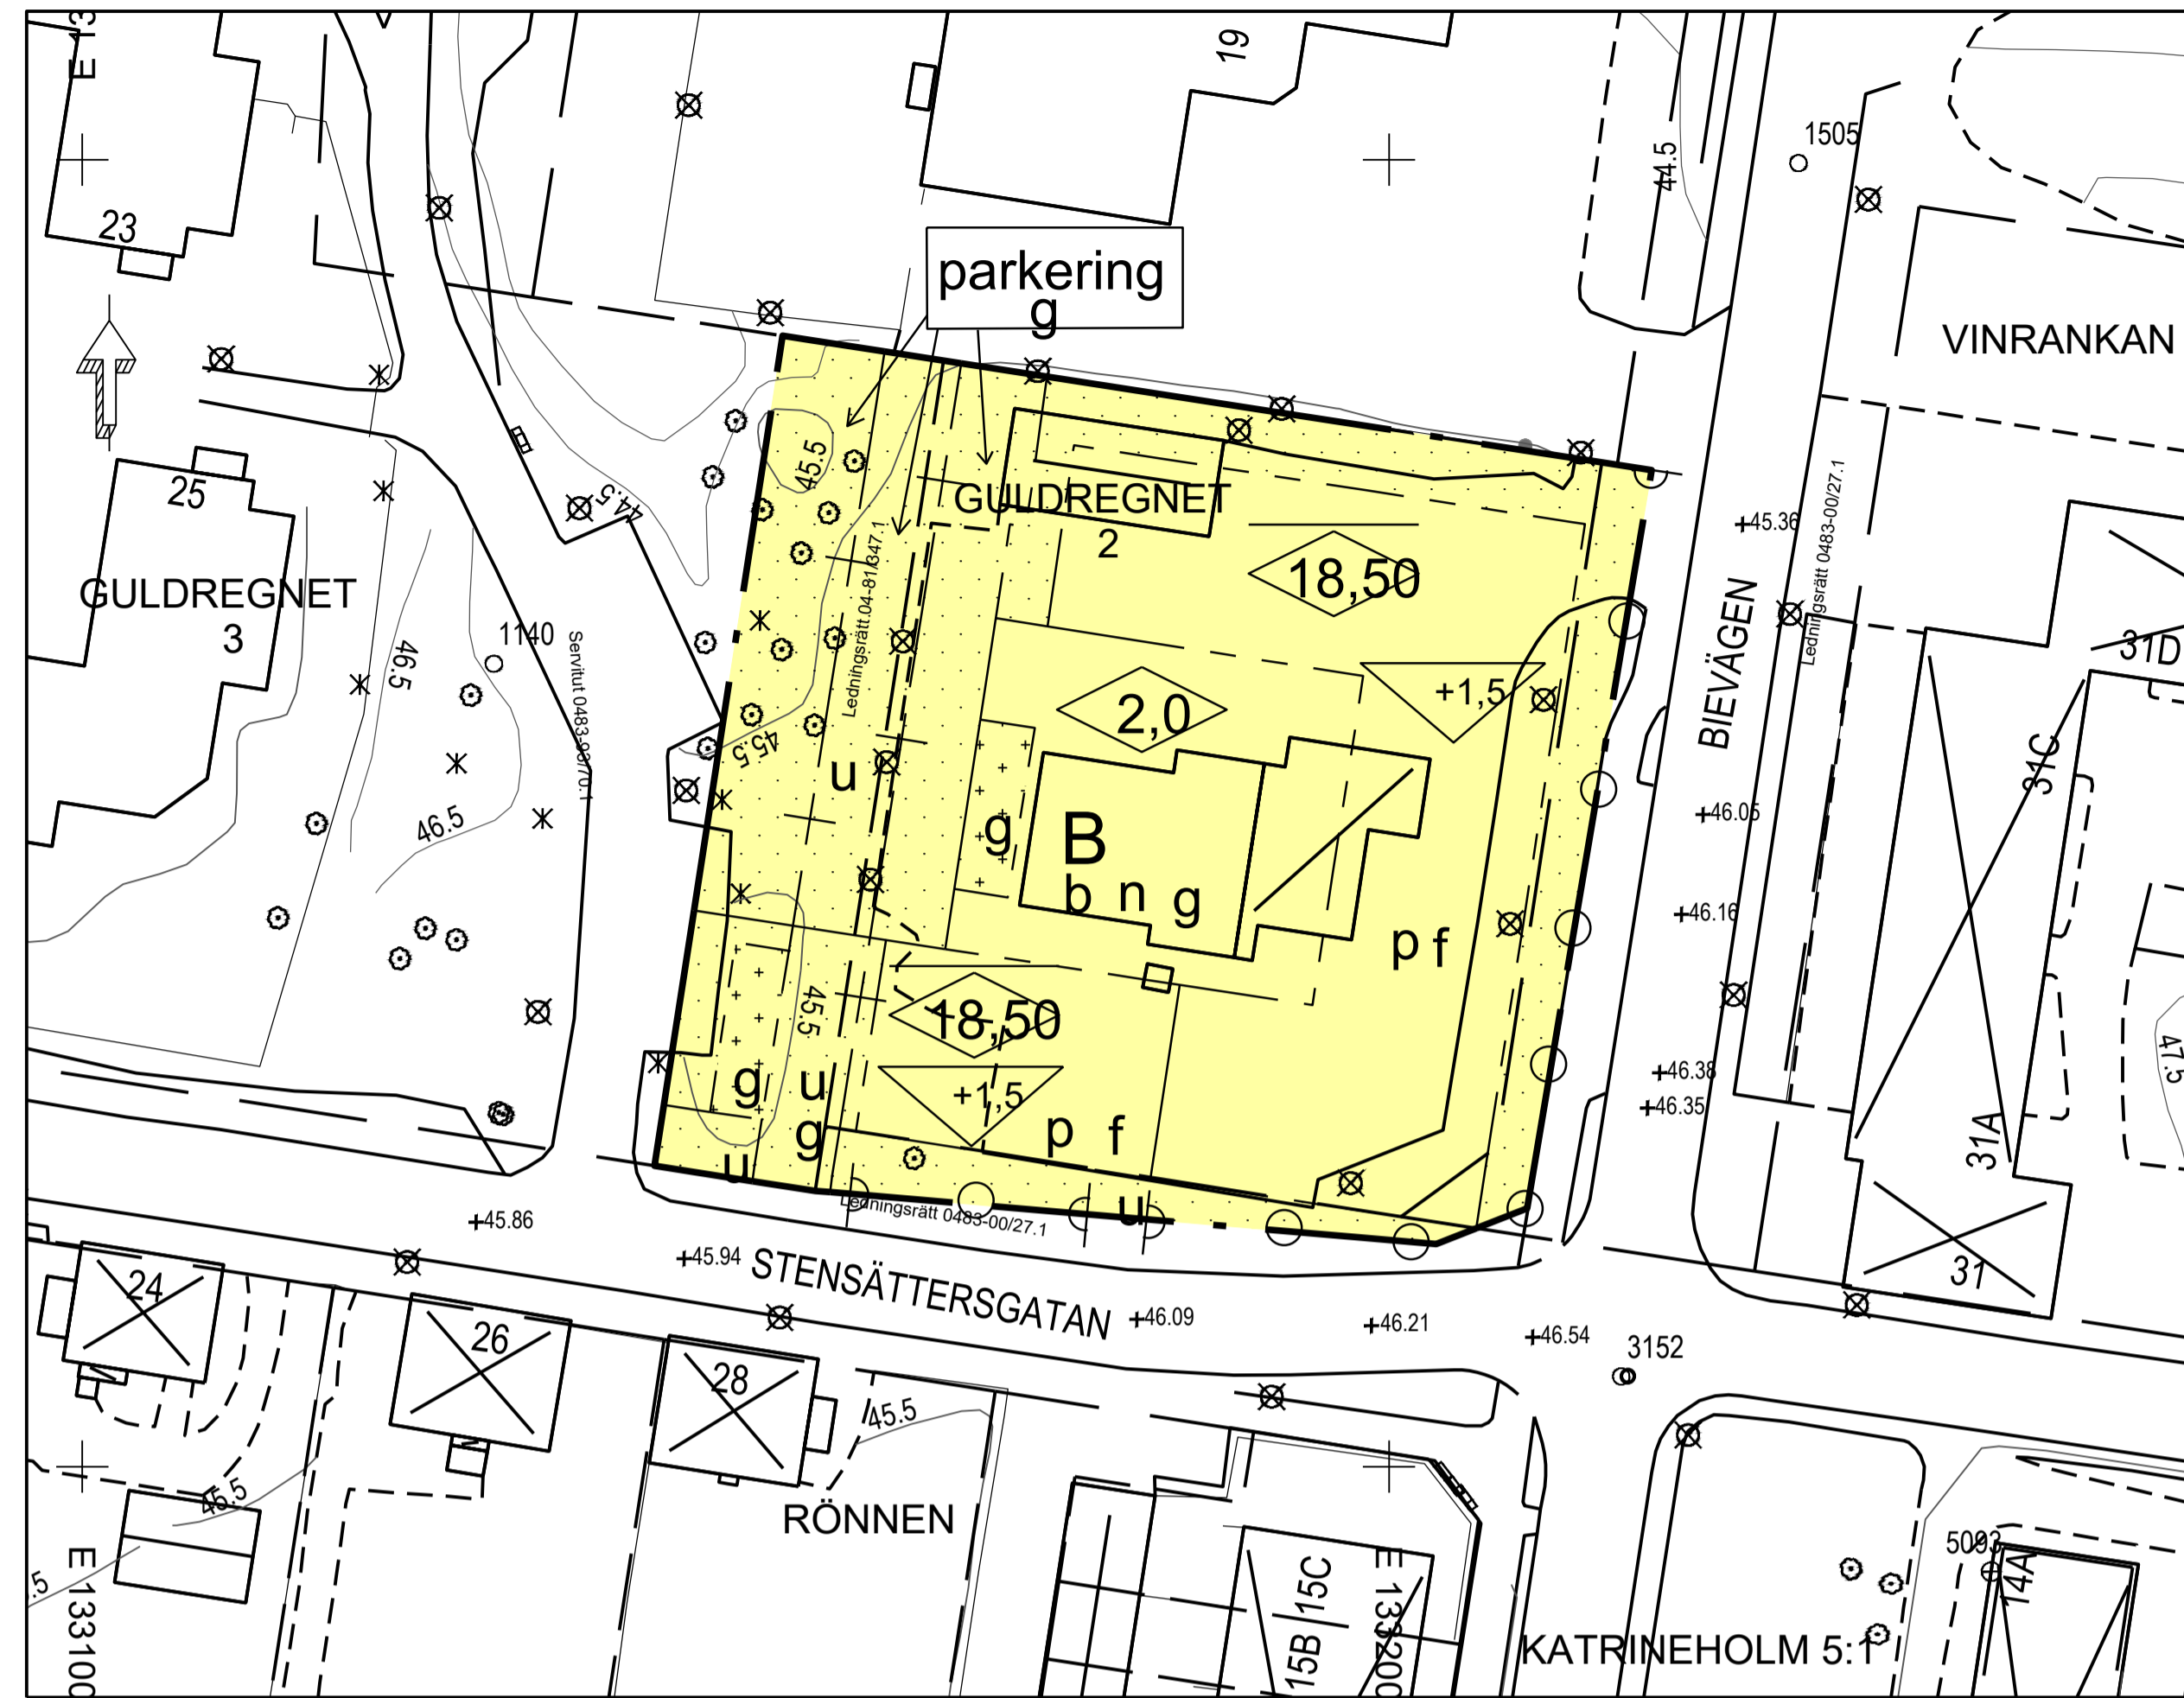 E 13
19
1505
44.5
23
parkering
g
VINRANKAN
25
44.5
45.5
GULDREGNET
2
18,50
+45.36
Ledningsrätt 0483-00/27.1
Ledningsrätt.04-81/347.1
GULDREGNET
3
1140
Servitut 0483-93/70.1
46.5
BIEVÄGEN
31D
+1,5
2,0
45.5
u
31C
46.5
g
B
b n g
+46.05
+46.16
p f
45.5
18,50
+46.38
+46.35
47.5
g u
+1,5
g
p f
31A
u
u
Ledningsrätt 0483-00/27.1
+45.86
+45.94
STENSÄTTERSGATAN
+46.09
+46.21
+46.54
31
24
26
28
3152
45.5
45.5
RÖNNEN
5093
14A
.5
E 133100
15B
15C
E 133200
KATRINEHOLM 5:1